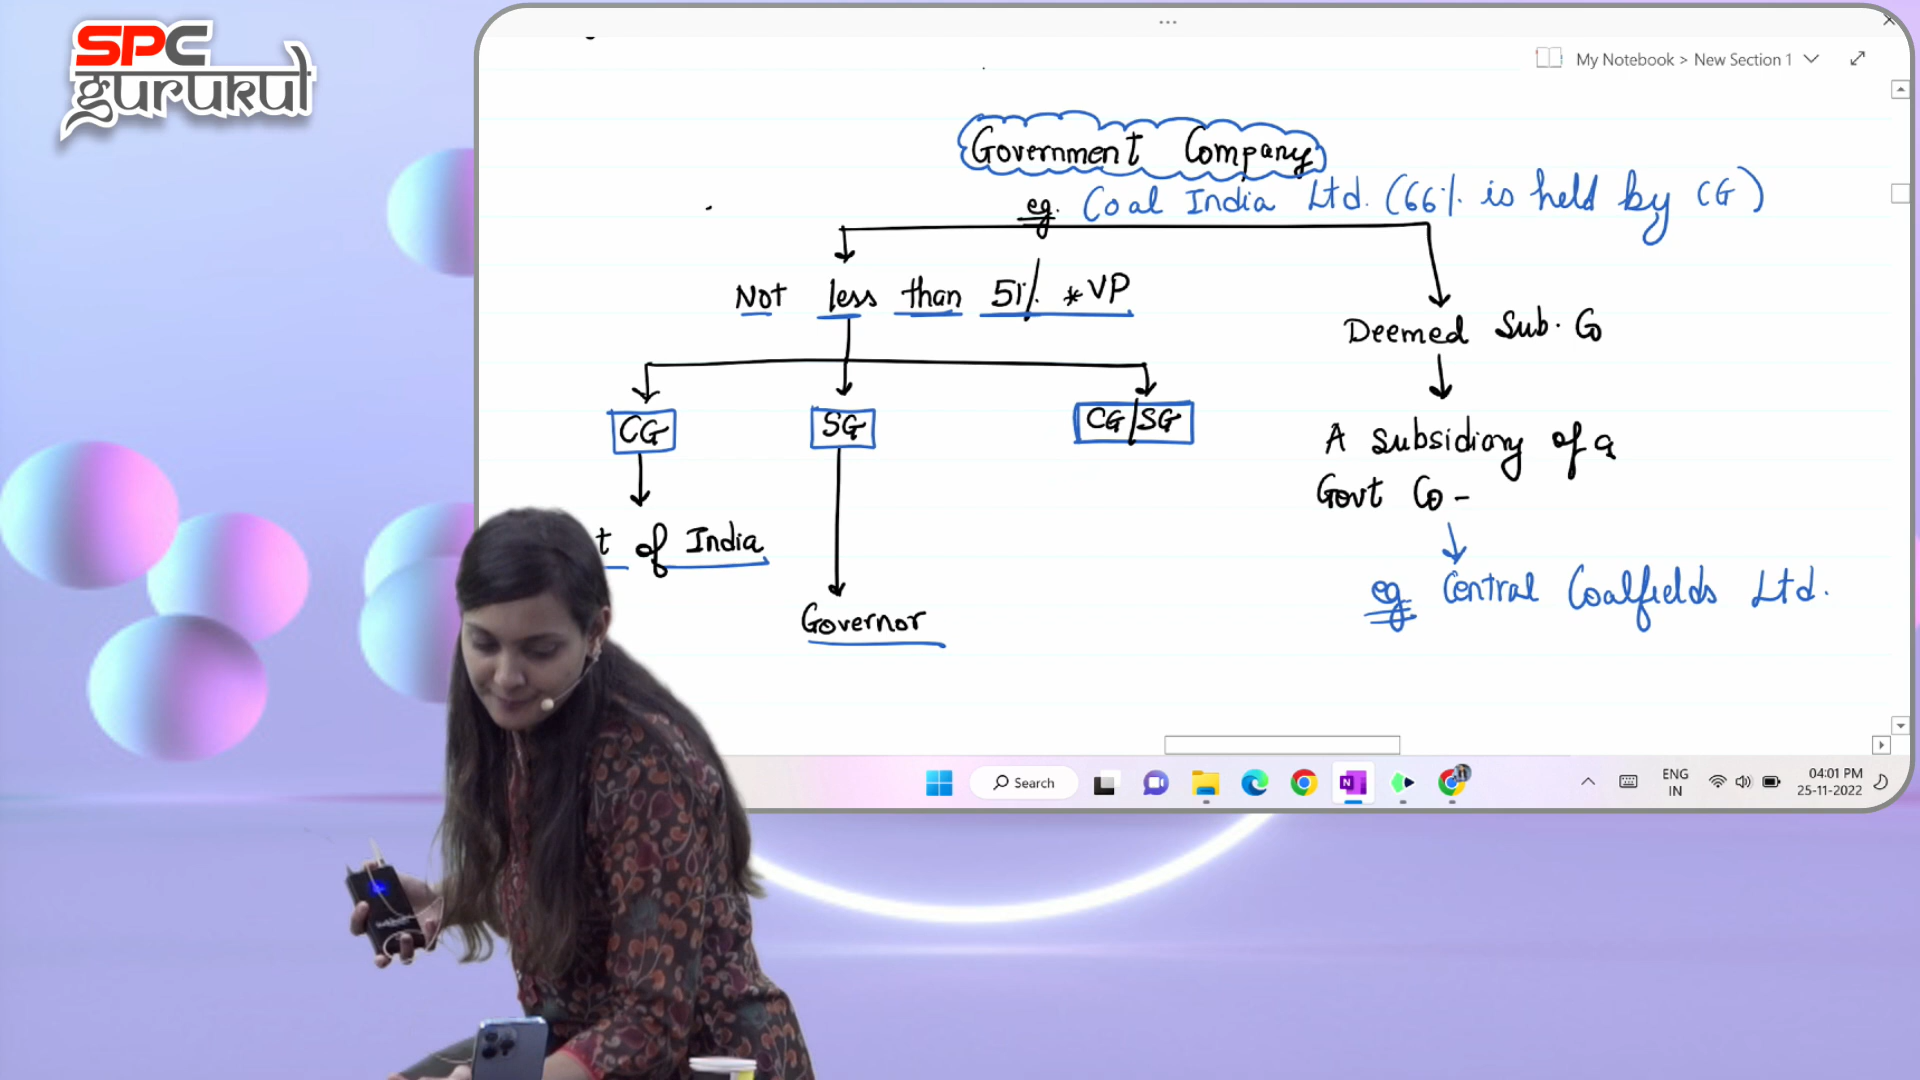 SPC
gurukul
My Notebook > New Section 1
Government Company
eg. Coal India Ltd. (66% is held by CG)
Not less than 51% *VP
Deemed Sub. Co
CG
SG
CG/SG
A subsidiary of a
Govt Co -
t of India
Governor
eg Central Coalfields Ltd.
Search
ENG
IN
04:01 PM
25-11-2022